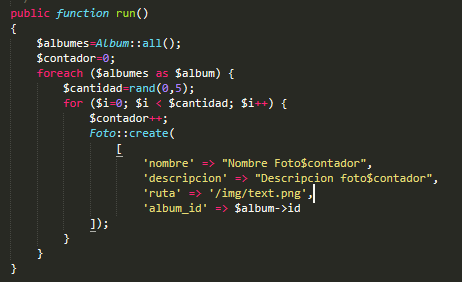 public function run()
{
    $albumes=Album::all();
    $contador=0;
    foreach ($albumes as $album) {
        $cantidad=rand(0,5);
        for ($i=0; $i < $cantidad; $i++) {
            $contador++;
            Foto::create(
                [
                    'nombre' => "Nombre Foto$contador",
                    'descripcion' => "Descripcion foto$contador",
                    'ruta' => '/img/text.png',
                    'album_id' => $album->id
            ]);
        }
    }
}